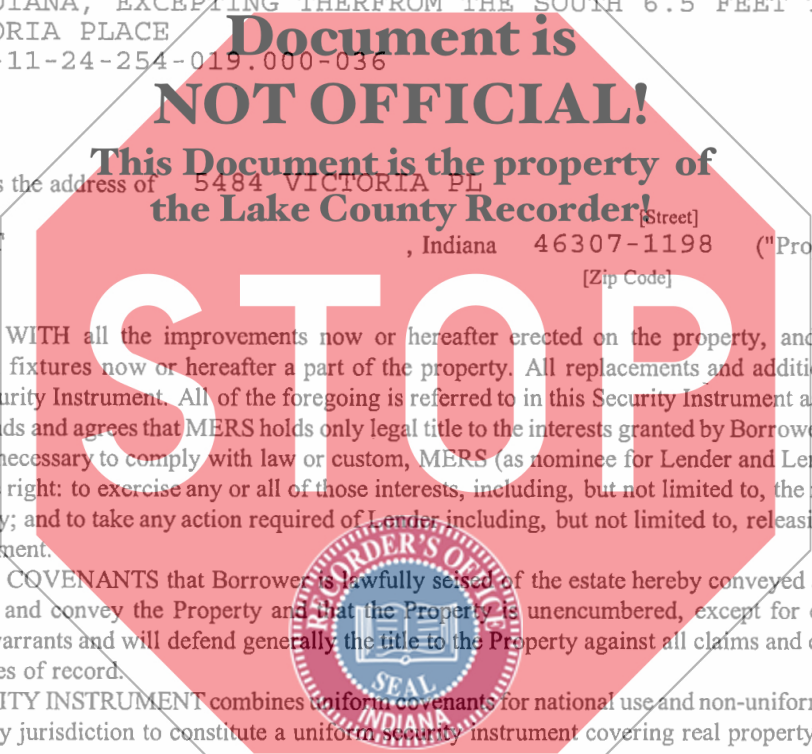 DIANA, EXCEPTING THERFROM THE SOUTH 6.5 FEET
ORIA PLACE
-11-24-254-019.000-036
Document is
NOT OFFICIAL!
This Document is the property of
the Lake County Recorder!
s the address of 5484 VICTORIA PL
[Street]
, Indiana 46307-1198 ("Pro
[Zip Code]
STOP
WITH all the improvements now or hereafter erected on the property, and
fixtures now or hereafter a part of the property. All replacements and additi
urity Instrument. All of the foregoing is referred to in this Security Instrument a
nds and agrees that MERS holds only legal title to the interests granted by Borrowe
necessary to comply with law or custom, MERS (as nominee for Lender and Len
right: to exercise any or all of those interests, including, but not limited to, the
y; and to take any action required of Lender including, but not limited to, releasi
ment.
COVENANTS that Borrower is lawfully seised of the estate hereby conveyed
and convey the Property and that the Property is unencumbered, except for
warrants and will defend generally the title to the Property against all claims and
es of record.
ITY INSTRUMENT combines uniform covenants for national use and non-uniform
y jurisdiction to constitute a uniform security instrument covering real property
RECORDER'S OFFICE
SEAL
INDIANA